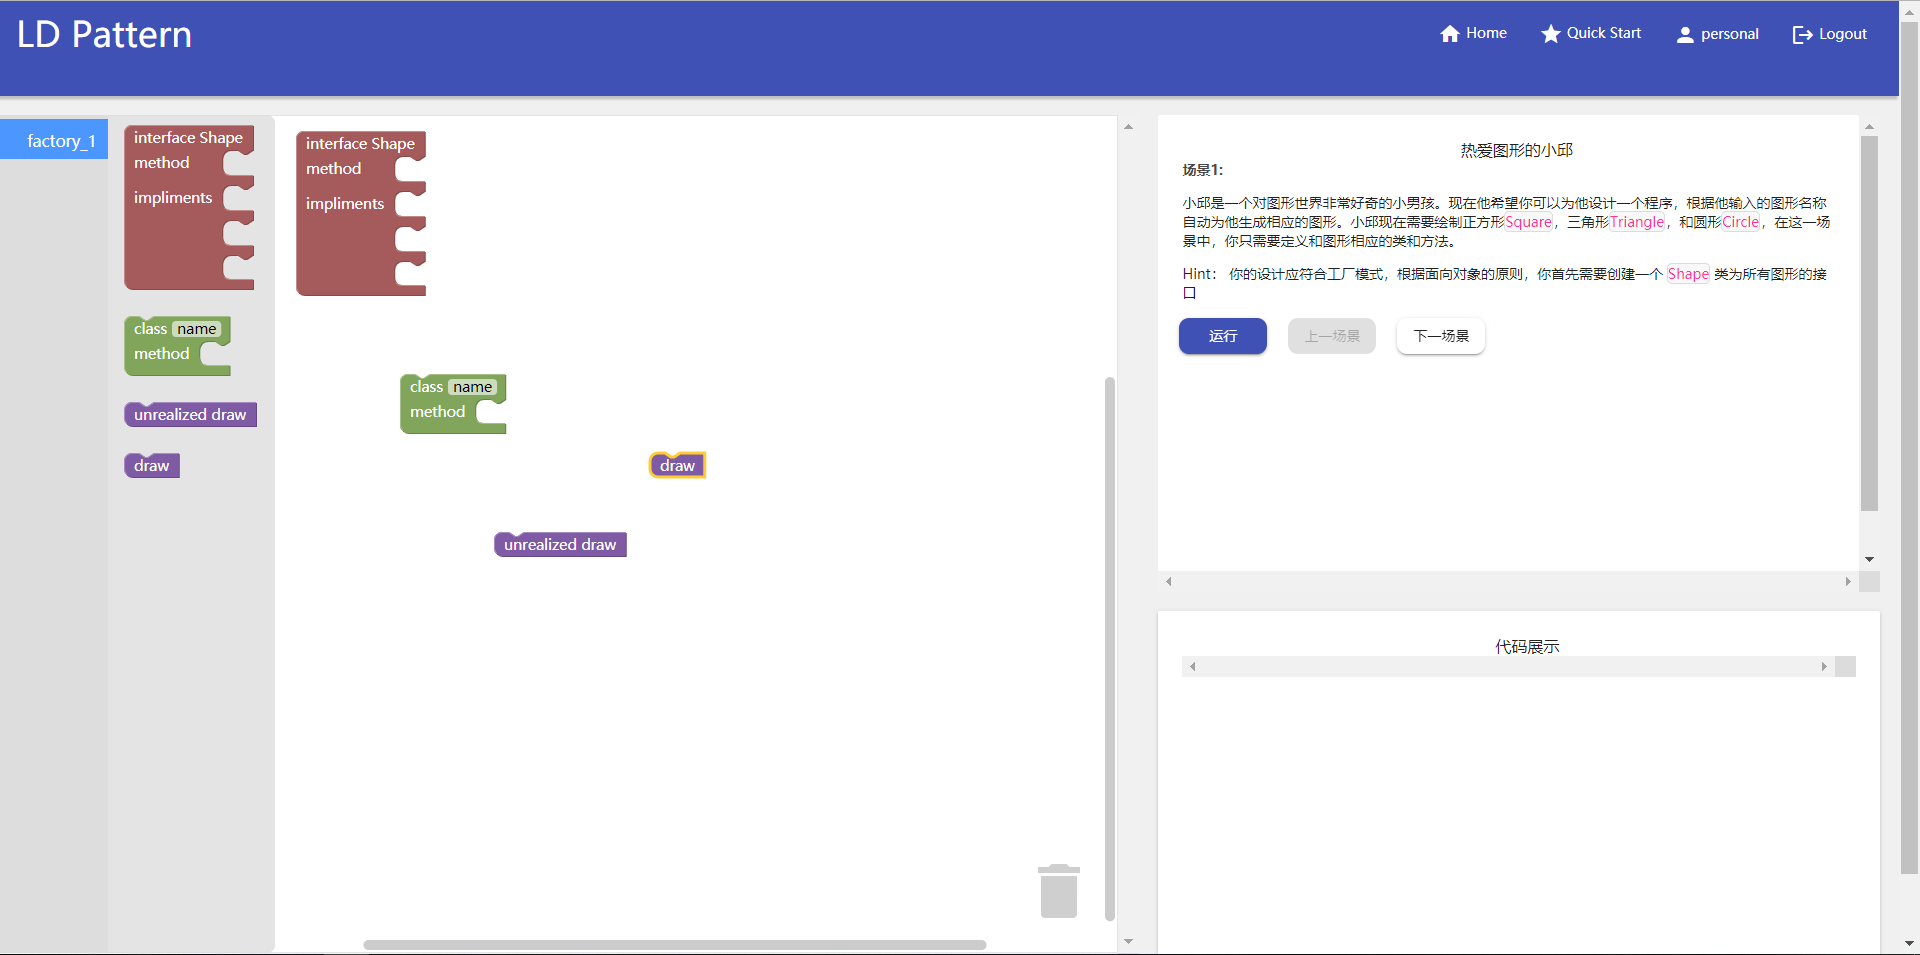 LD Pattern
Home
Quick Start
personal
Logout
factory_1
interface Shape
method
impliments
class name
method
unrealized draw
draw
interface Shape
method
impliments
class name
method
draw
unrealized draw
热爱图形的小邱
场景1：
小邱是一个对图形世界非常好奇的小男孩。现在他希望你可以为他设计一个程序，根据他输入的图形名称
自动为他生成相应的图形。小邱现在需要绘制正方形Square，三角形Triangle，和圆形Circle，在这一场
景中，你只需要定义和图形相应的类和方法。
Hint： 你的设计应符合工厂模式，根据面向对象的原则，你首先需要创建一个 Shape 类为所有图形的接
口
运行
上一场景
下一场景
代码展示